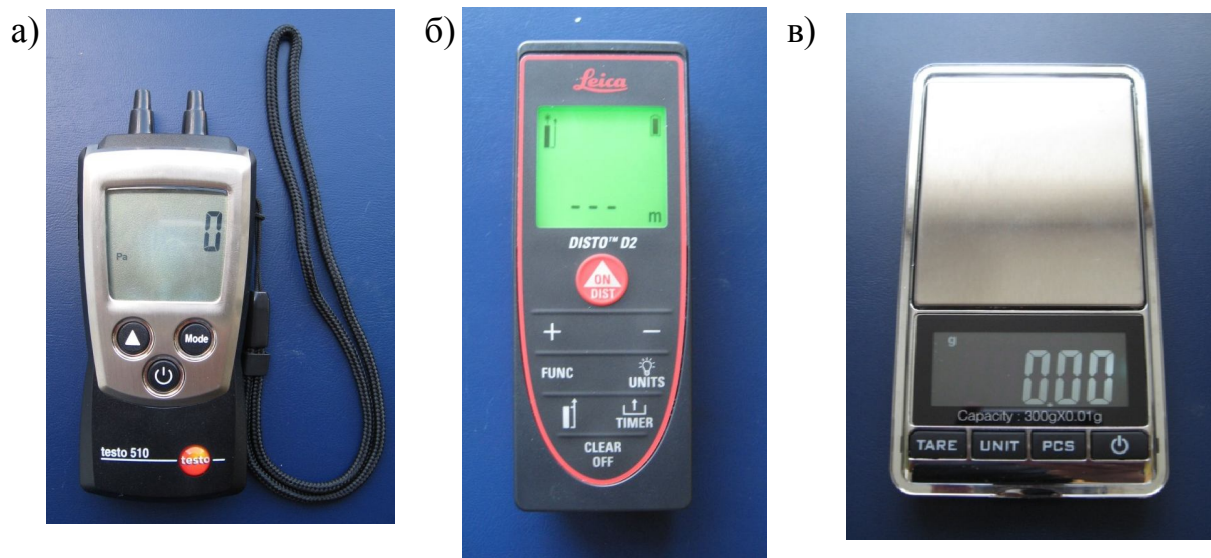 а)
0
Pa
Mode
testo 510
testo
б)
Leica
- - -
m
DISTO™ D2
ON
DIST
+ −
FUNC
UNITS
TIMER
CLEAR
OFF
в)
g
0.00
Capacity : 300gX0.01g
TARE UNIT PCS